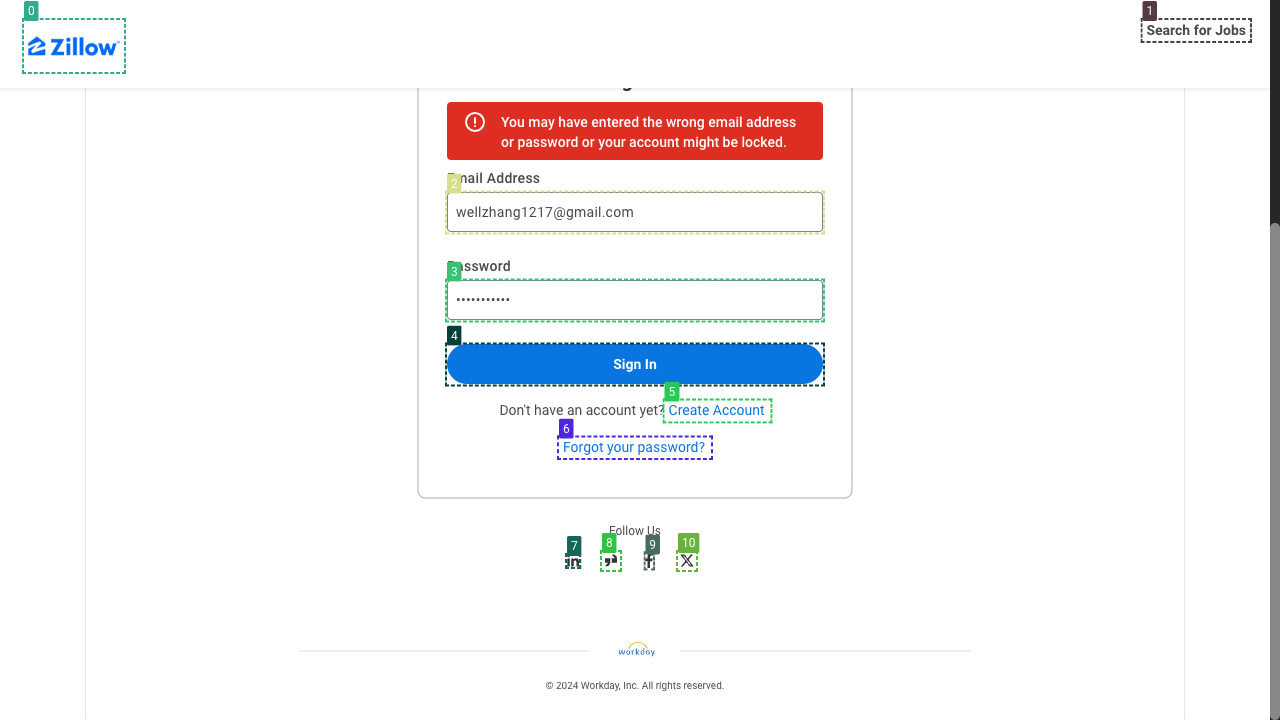 0
1
Zillow
Search for Jobs
You may have entered the wrong email address
or password or your account might be locked.
2
mail Address
wellzhang1217@gmail.com
3
ssword
•••••••••••
4
Sign In
5
Don't have an account yet? Create Account
6
Forgot your password?
Follow Us
7
8
9
10
workday
© 2024 Workday, Inc. All rights reserved.